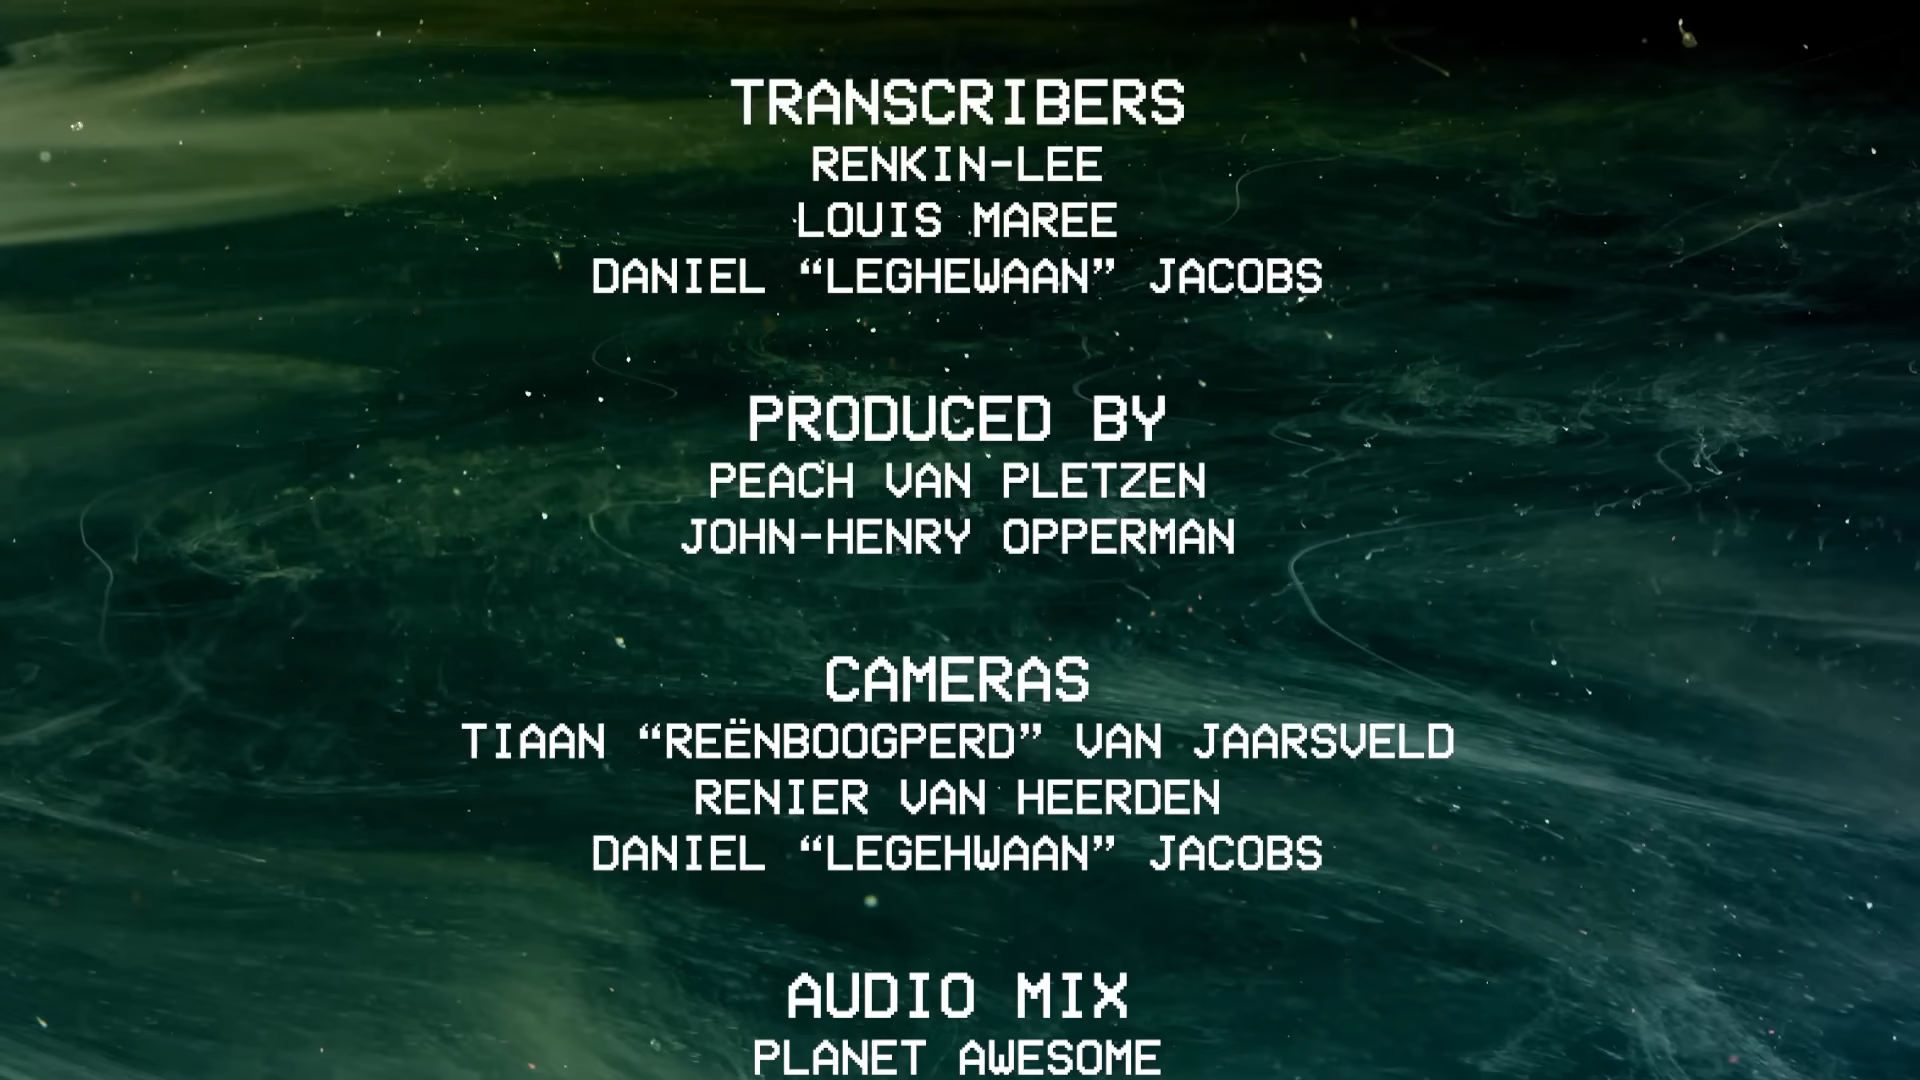 TRANSCRIBERS
RENKIN-LEE
LOUIS MAREE
DANIEL “LEGHEWAAN” JACOBS
PRODUCED BY
PEACH VAN PLETZEN
JOHN-HENRY OPPERMAN
CAMERAS
TIAAN “REËNBOOGPERD” VAN JAARSVELD
RENIER VAN HEERDEN
DANIEL “LEGEHWAAN” JACOBS
AUDIO MIX
PLANET AWESOME